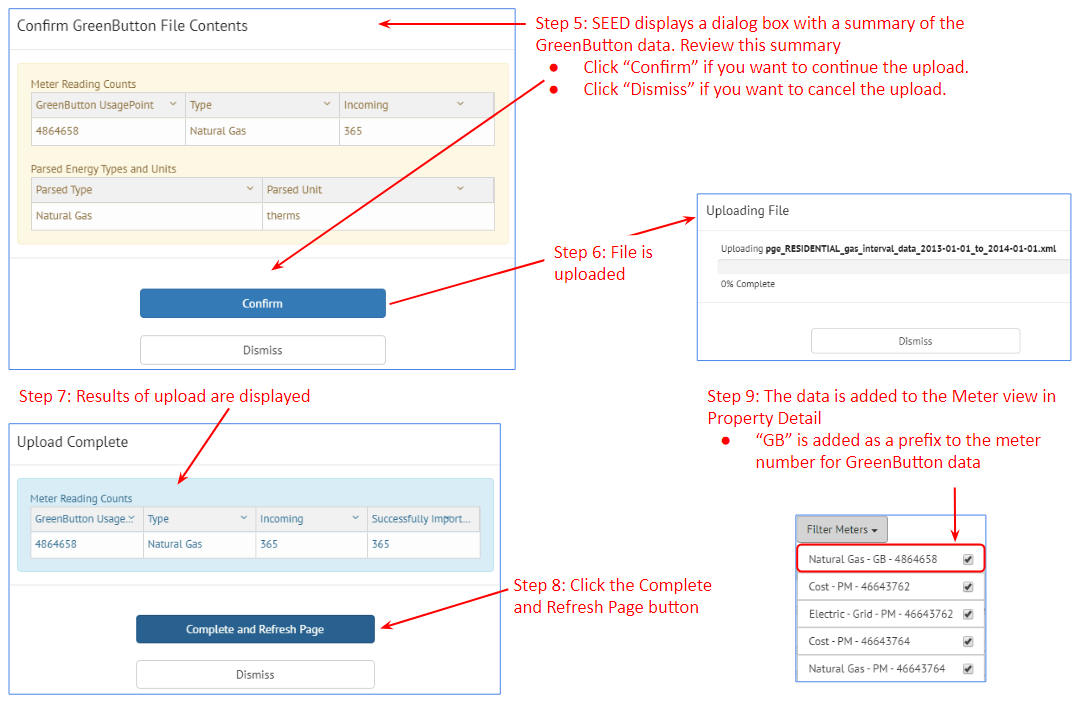 Confirm GreenButton File Contents
Meter Reading Counts
GreenButton UsagePoint Type Incoming
4864658 Natural Gas 365
Parsed Energy Types and Units
Parsed Type Parsed Unit
Natural Gas therms
Confirm
Dismiss
Step 5: SEED displays a dialog box with a summary of the
GreenButton data. Review this summary
● Click “Confirm” if you want to continue the upload.
● Click “Dismiss” if you want to cancel the upload.
Step 6: File is
uploaded
Uploading File
Uploading pge_RESIDENTIAL_gas_interval_data_2013-01-01_to_2014-01-01.xml
0% Complete
Dismiss
Step 7: Results of upload are displayed
Upload Complete
Meter Reading Counts
GreenButton Usage... Type Incoming Successfully Import...
4864658 Natural Gas 365 365
Complete and Refresh Page
Dismiss
Step 8: Click the Complete
and Refresh Page button
Step 9: The data is added to the Meter view in
Property Detail
● “GB” is added as a prefix to the meter
number for GreenButton data
Filter Meters
Natural Gas - GB - 4864658
Cost - PM - 46643762
Electric - Grid - PM - 46643762
Cost - PM - 46643764
Natural Gas - PM - 46643764